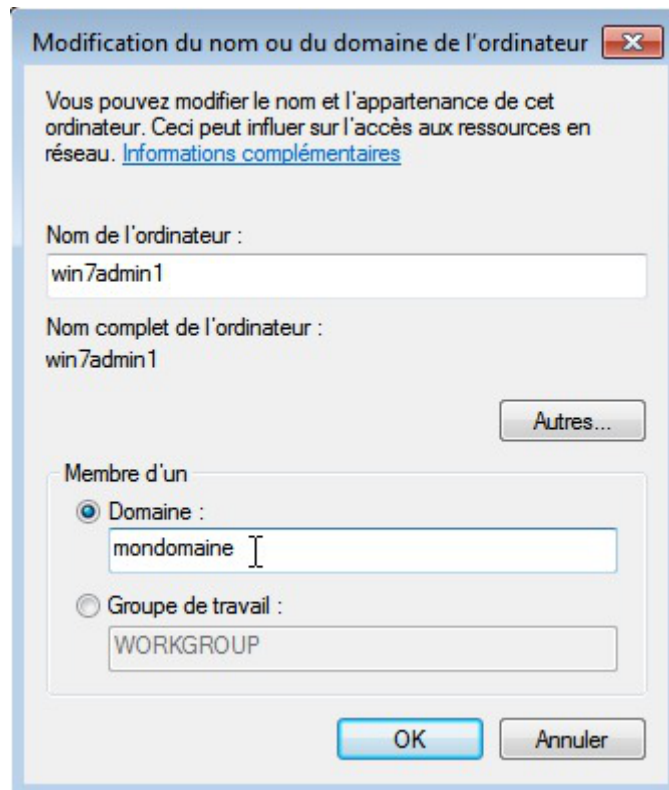 Modification du nom ou du domaine de l'ordinateur
Vous pouvez modifier le nom et l'appartenance de cet
ordinateur. Ceci peut influer sur l'accès aux ressources en
réseau. Informations complémentaires
Nom de l'ordinateur :
win7admin1
Nom complet de l'ordinateur :
win7admin1
Autres...
Membre d'un
Domaine :
mondomaine
Groupe de travail :
WORKGROUP
OK Annuler